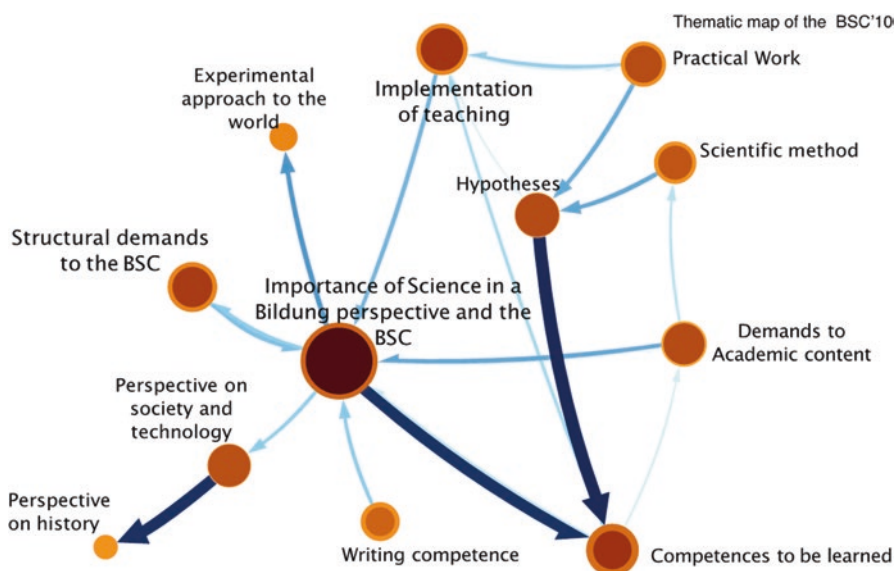 Thematic map of the BSC'10
Practical Work
Experimental
approach to the
world
Implementation
of teaching
Scientific method
Hypotheses
Structural demands
to the BSC
Importance of Science in a
Bildung perspective and the
BSC
Demands to
Academic content
Perspective on
society and
technology
Perspective
on history
Writing competence
Competences to be learned